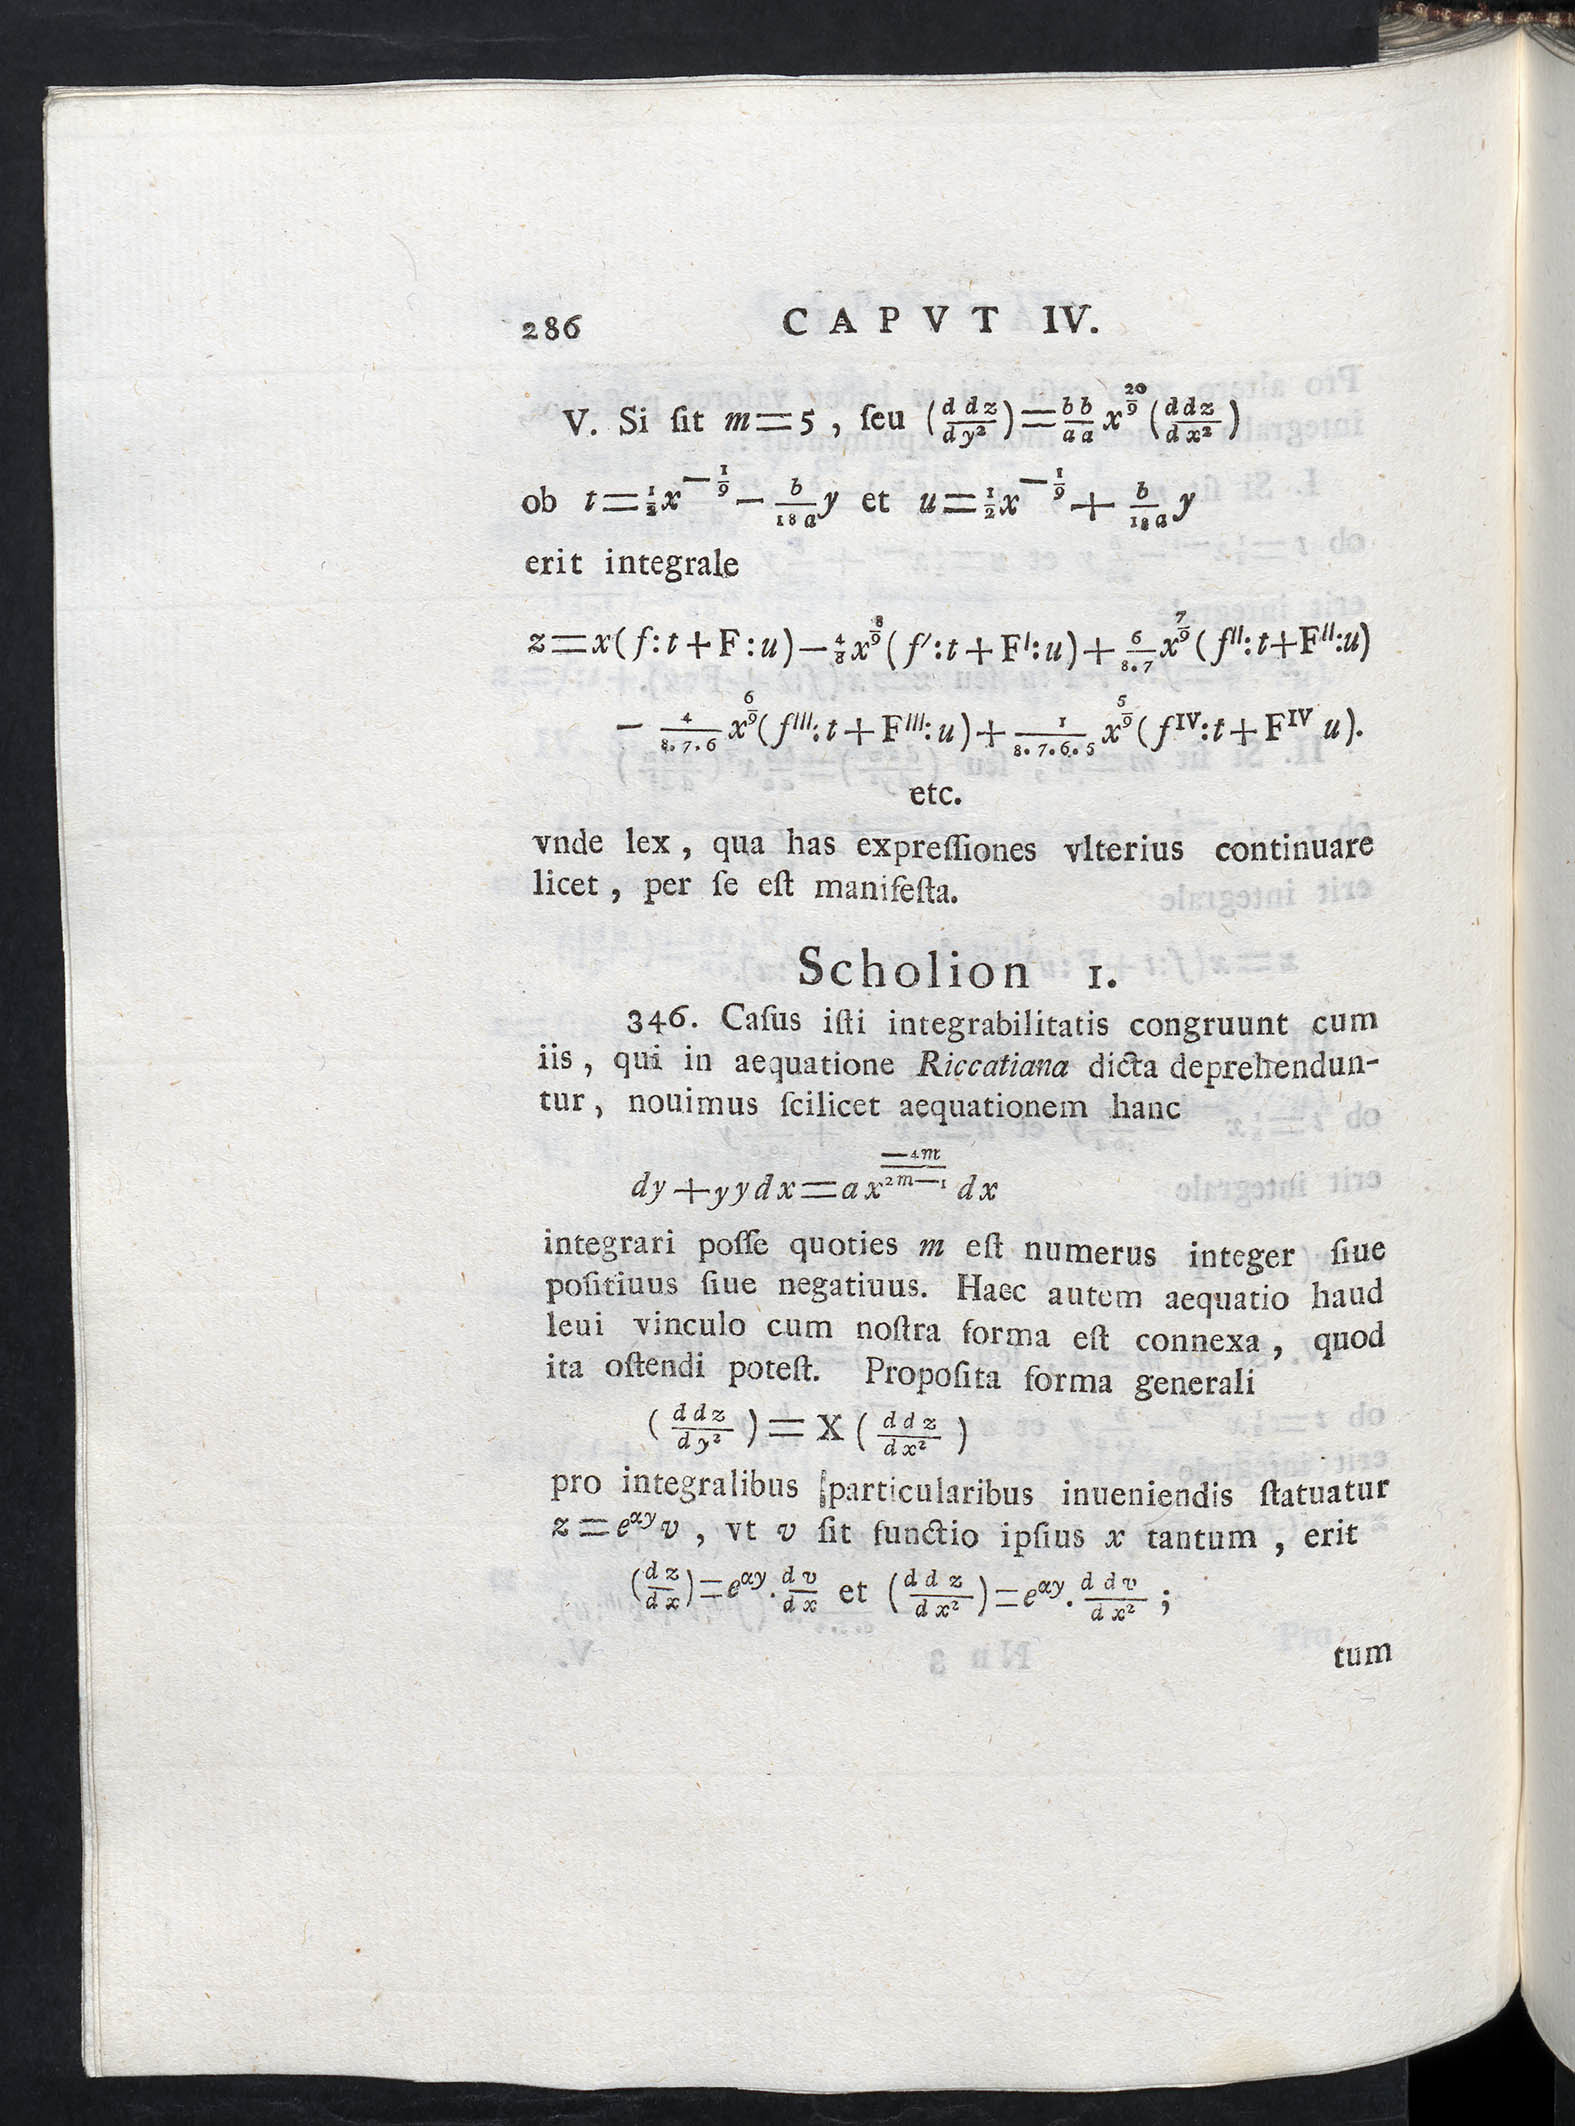 286 CAPVT IV.
V. Si ſit m=5, ſeu (ddz/dy²)=bb/aa x^{20/9}(ddz/dx²)
ob t=½x^{-1/9}-b/18a y et u=½x^{-1/9}+b/18a y
erit integrale
z=x(f:t+F:u)-4/8 x^{8/9}(f′:t+F^I:u)+6/8.7 x^{7/9}(f^{II}:t+F^{II}:u)
-4/8.7.6 x^{6/9}(f^{III}:t+F^{III}:u)+1/8.7.6.5 x^{5/9}(f^{IV}:t+F^{IV} u).
etc.
vnde lex, qua has expreſſiones vlterius continuare
licet, per ſe eſt manifeſta.
Scholion 1.
346. Caſus iſti integrabilitatis congruunt cum
iis, qui in aequatione Riccatiana dicta deprehendun-
tur, nouimus ſcilicet aequationem hanc
dy+yydx=ax^{-4m/2m-1}dx
integrari poſſe quoties m eſt numerus integer ſiue
poſitiuus ſiue negatiuus. Haec autem aequatio haud
leui vinculo cum noſtra forma eſt connexa, quod
ita oſtendi poteſt. Propoſita forma generali
(ddz/dy²)=X(ddz/dx²)
pro integralibus particularibus inueniendis ſtatuatur
z=e^{αy}v, vt v ſit functio ipſius x tantum, erit
(dz/dx)=e^{αy}.dv/dx et (ddz/dx²)=e^{αy}.ddv/dx²;
tum